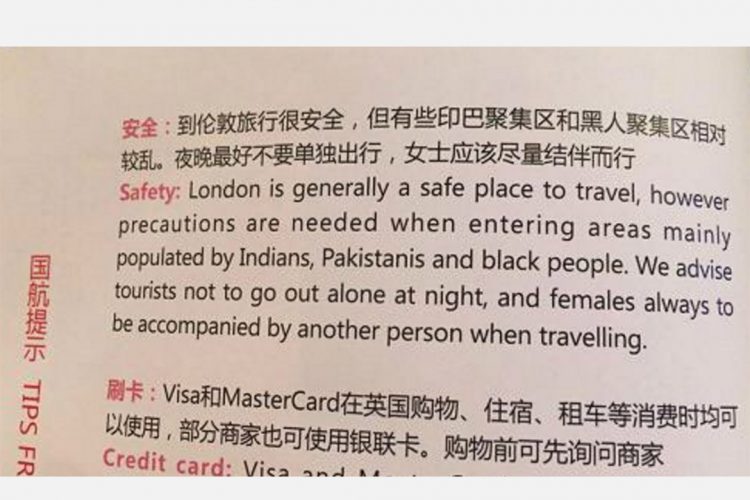 安全：到伦敦旅行很安全，但有些印巴聚集区和黑人聚集区相对
较乱。夜晚最好不要单独出行，女士应该尽量结伴而行
Safety: London is generally a safe place to travel, however
precautions are needed when entering areas mainly
populated by Indians, Pakistanis and black people. We advise
tourists not to go out alone at night, and females always to
be accompanied by another person when travelling.
国航提示 TIPS FR
刷卡：Visa和MasterCard在英国购物、住宿、租车等消费时均可
以使用，部分商家也可使用银联卡。购物前可先询问商家
Credit card: Visa and